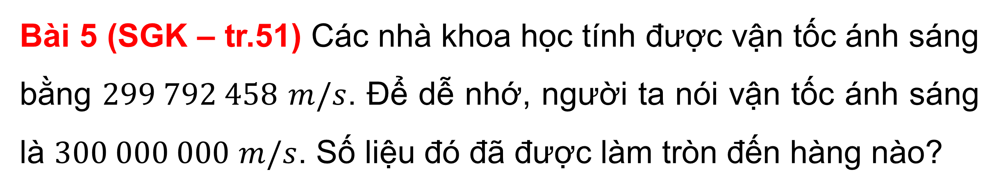 Bài 5 (SGK – tr.51) Các nhà khoa học tính được vận tốc ánh sáng
bằng 299 792 458 m/s. Để dễ nhớ, người ta nói vận tốc ánh sáng
là 300 000 000 m/s. Số liệu đó đã được làm tròn đến hàng nào?